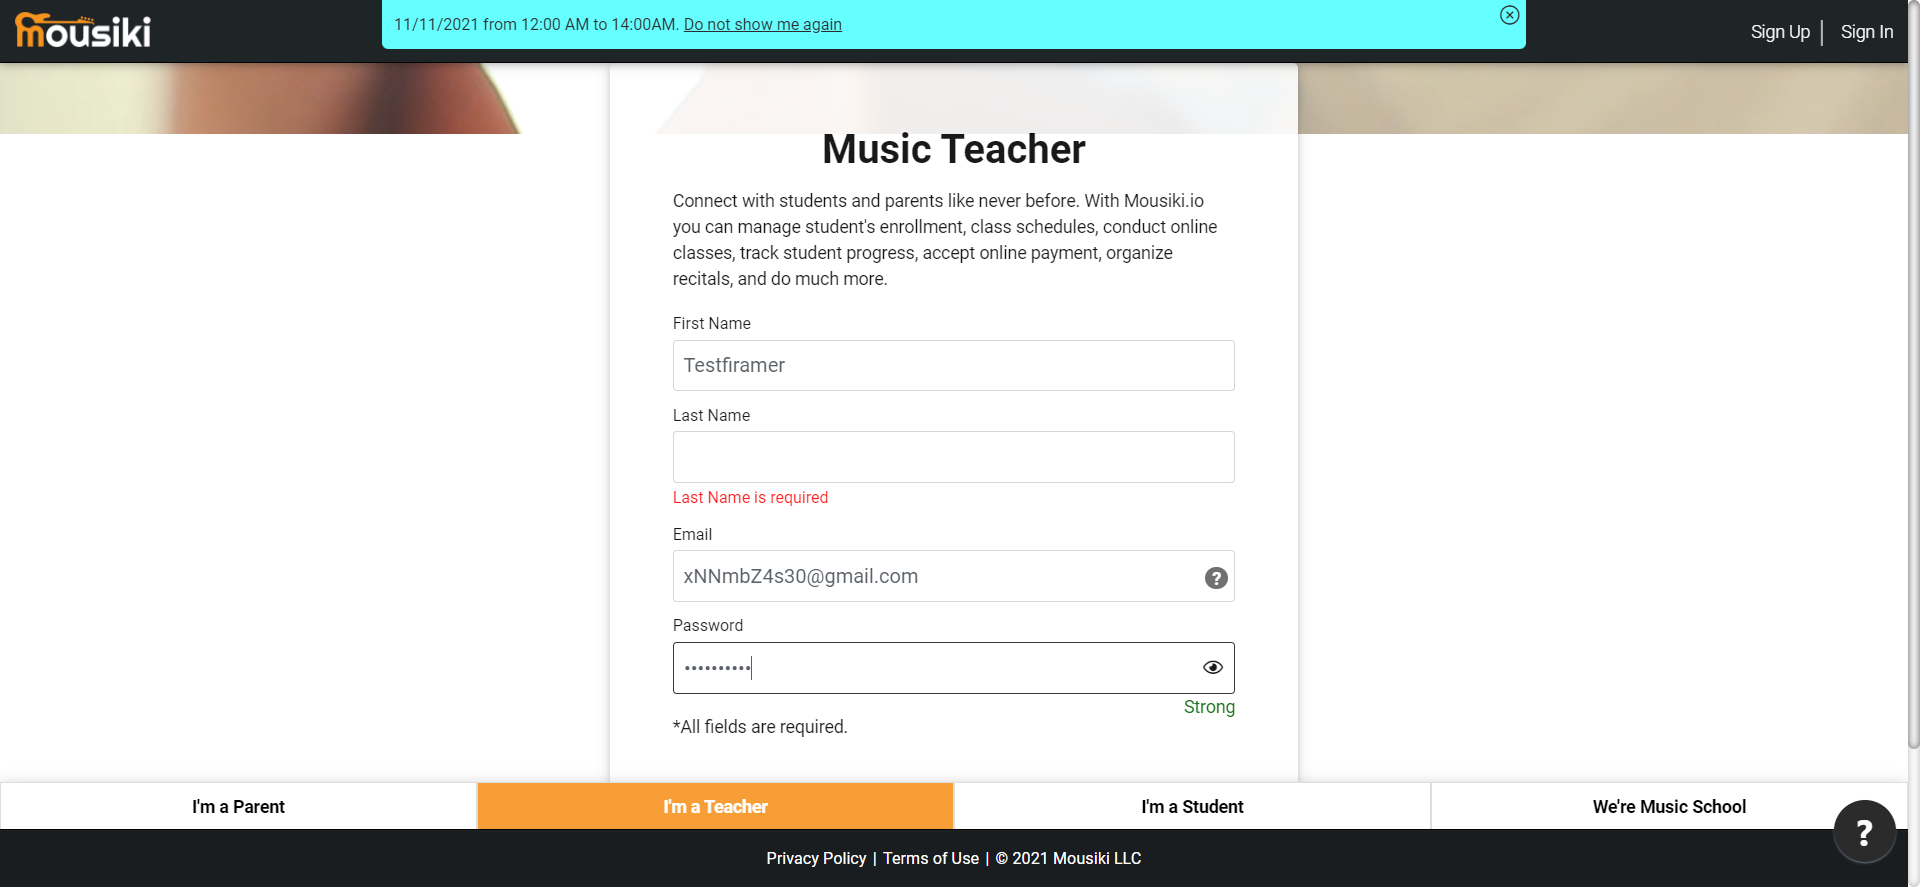 mousiki
11/11/2021 from 12:00 AM to 14:00AM. Do not show me again
Sign Up
Sign In
Music Teacher
Connect with students and parents like never before. With Mousiki.io
you can manage student's enrollment, class schedules, conduct online
classes, track student progress, accept online payment, organize
recitals, and do much more.
First Name
Testfiramer
Last Name
Last Name is required
Email
xNNmbZ4s30@gmail.com
?
Password
••••••••••
Strong
*All fields are required.
I'm a Parent
I'm a Teacher
I'm a Student
We're Music School
?
Privacy Policy | Terms of Use | © 2021 Mousiki LLC